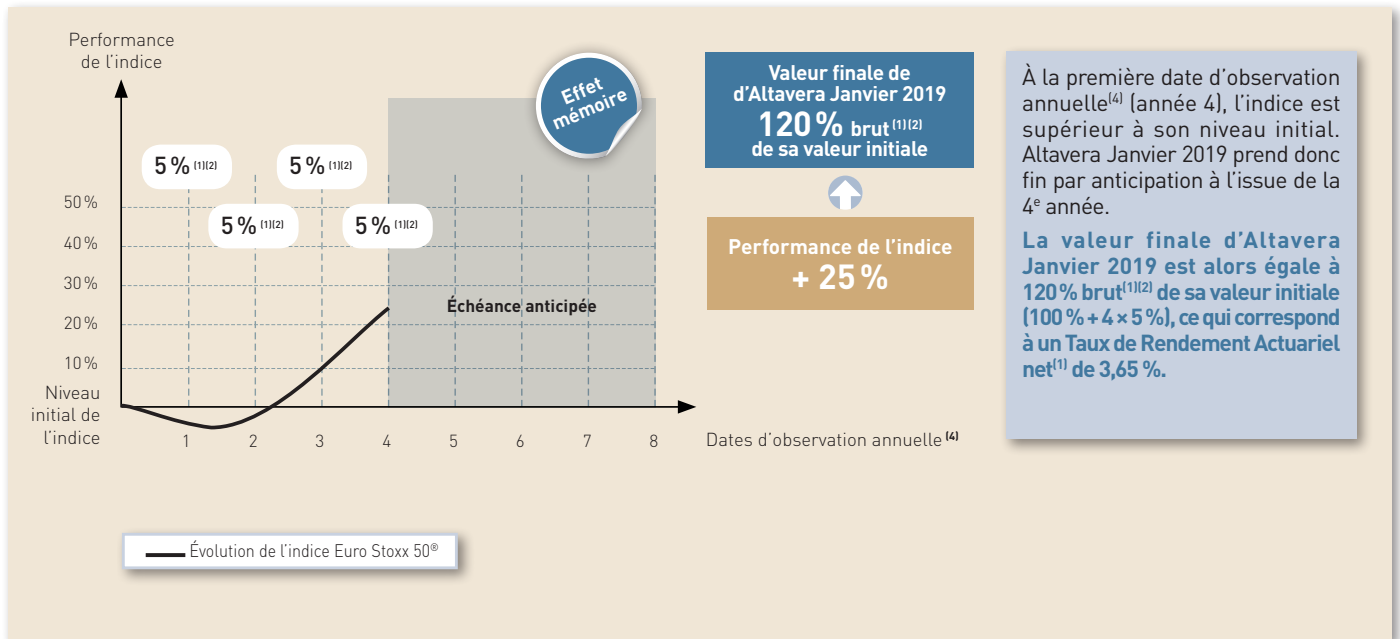 Performance
de l'indice
Effet
mémoire
5 % (1)(2)
5 % (1)(2)
5 % (1)(2)
5 % (1)(2)
50 %
40 %
30 %
20 %
10 %
Niveau
initial de
l'indice
Échéance anticipée
1
2
3
4
5
6
7
8
Dates d'observation annuelle (4)
Évolution de l'indice Euro Stoxx 50®
Valeur finale de
d'Altavera Janvier 2019
120 % brut (1)(2)
de sa valeur initiale
Performance de l'indice
+ 25 %
À la première date d'observation
annuelle(4) (année 4), l'indice est
supérieur à son niveau initial.
Altavera Janvier 2019 prend donc
fin par anticipation à l'issue de la
4e année.
La valeur finale d'Altavera
Janvier 2019 est alors égale à
120 % brut(1)(2) de sa valeur initiale
(100 % + 4 × 5 %), ce qui correspond
à un Taux de Rendement Actuariel
net(1) de 3,65 %.